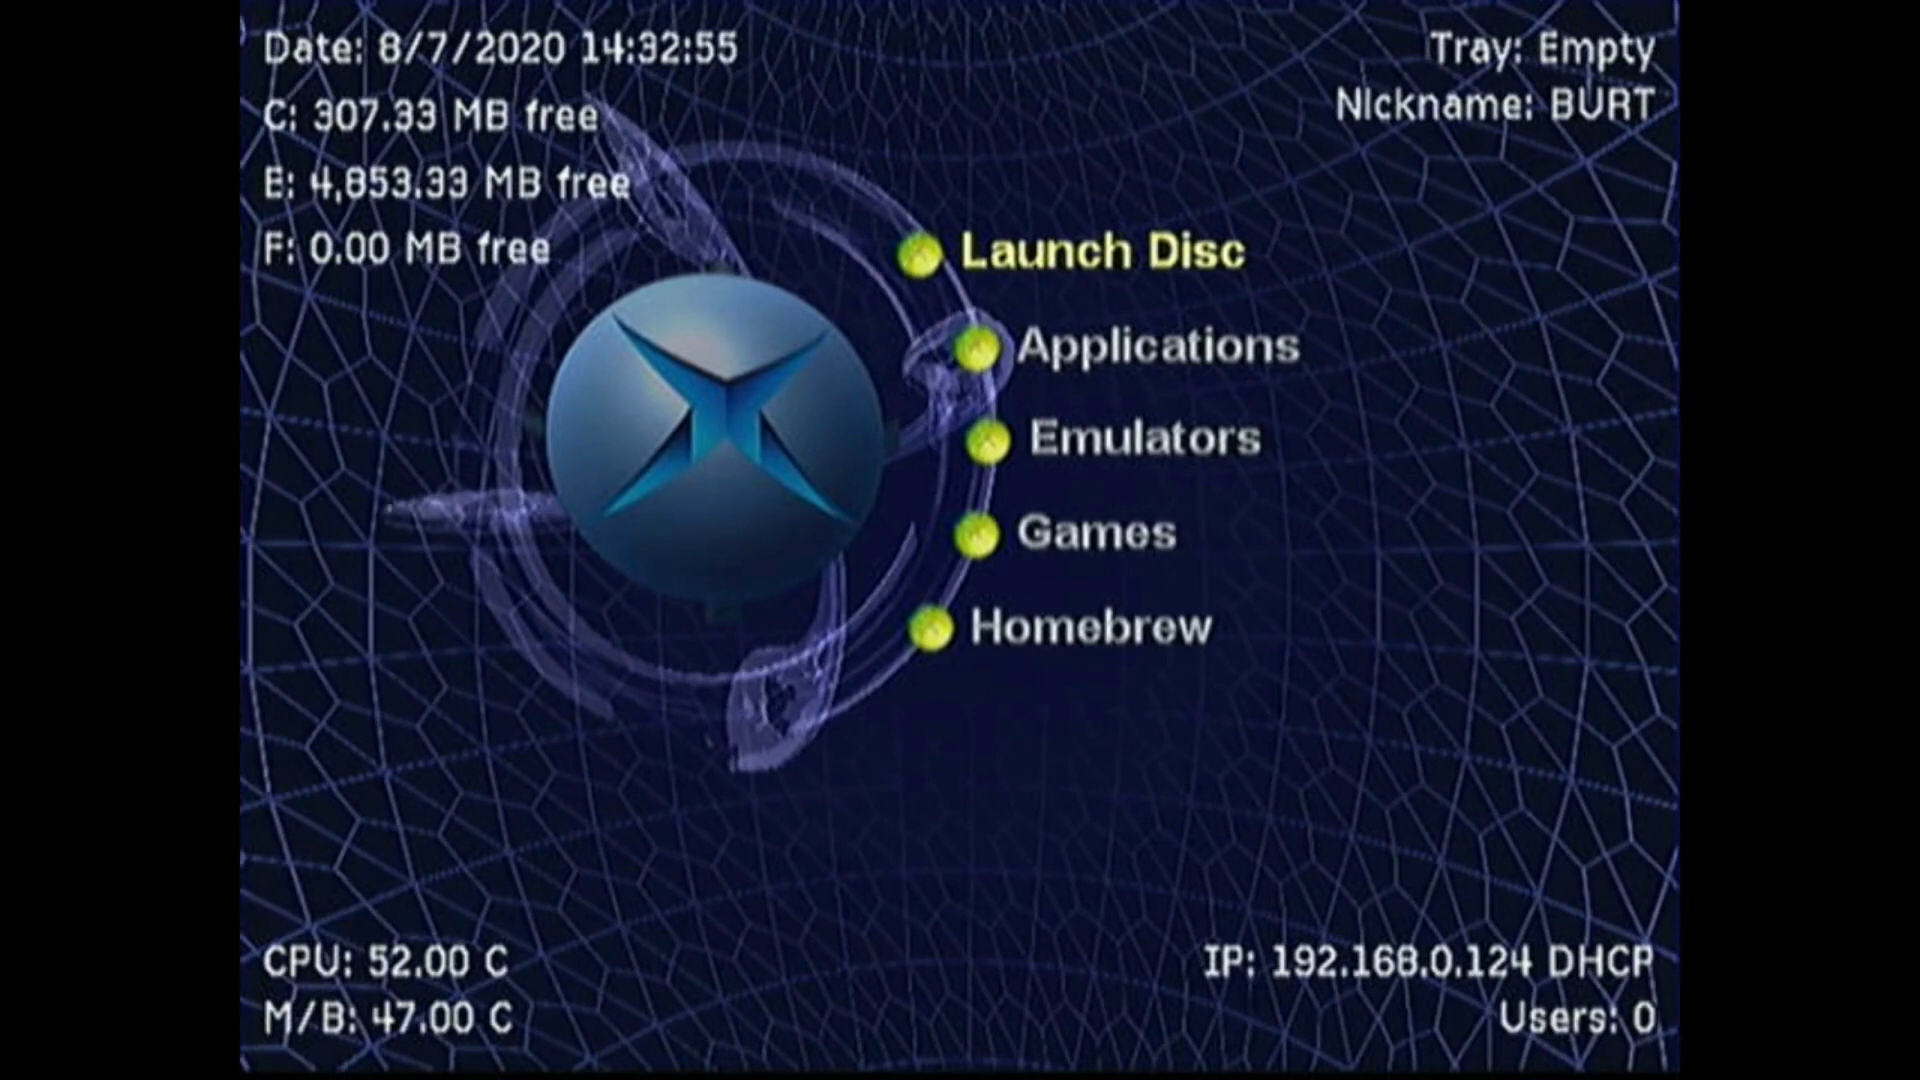 Date: 8/7/2020 14:32:55
C: 307.33 MB free
E: 4,853.33 MB free
F: 0.00 MB free
Tray: Empty
Nickname: BURT
Launch Disc
Applications
Emulators
Games
Homebrew
CPU: 52.00 C
M/B: 47.00 C
IP: 192.168.0.124 DHCP
Users: 0